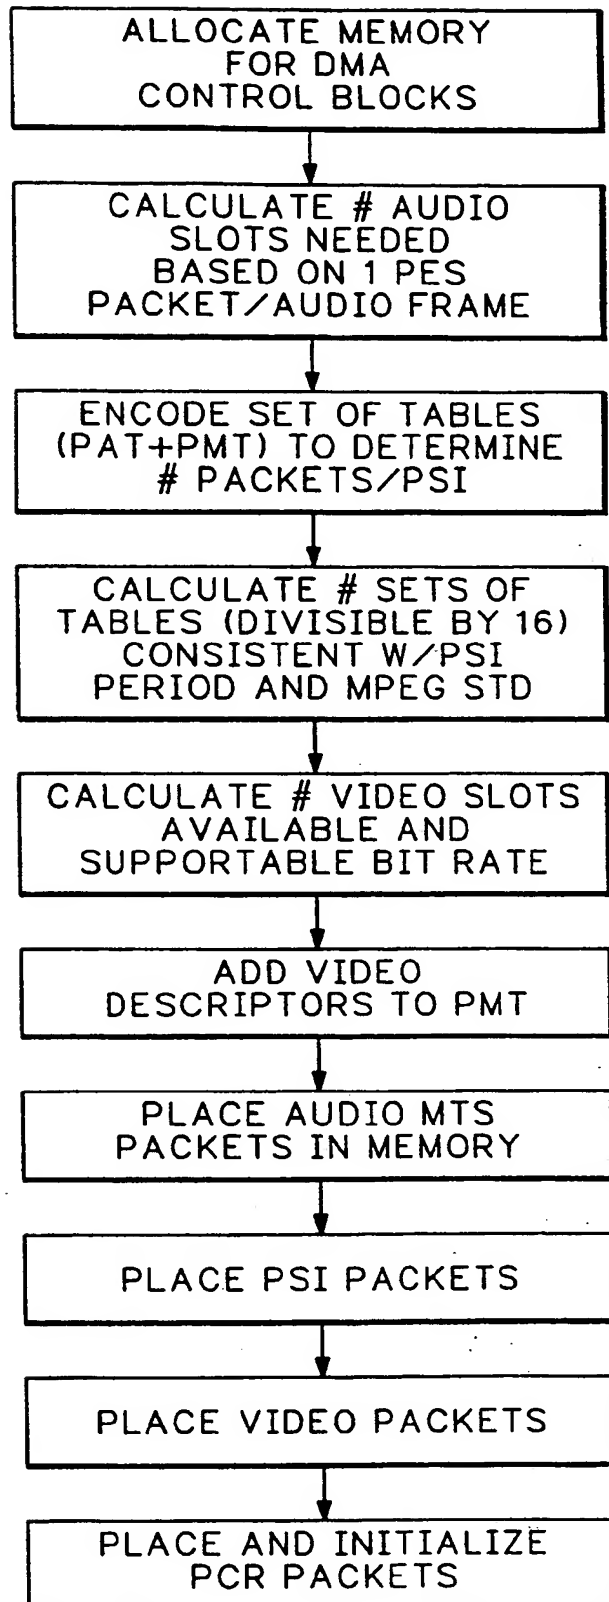 ALLOCATE MEMORY
FOR DMA
CONTROL BLOCKS
CALCULATE # AUDIO
SLOTS NEEDED
BASED ON 1 PES
PACKET/AUDIO FRAME
ENCODE SET OF TABLES
(PAT+PMT) TO DETERMINE
# PACKETS/PSI
CALCULATE # SETS OF
TABLES (DIVISIBLE BY 16)
CONSISTENT W/PSI
PERIOD AND MPEG STD
CALCULATE # VIDEO SLOTS
AVAILABLE AND
SUPPORTABLE BIT RATE
ADD VIDEO
DESCRIPTORS TO PMT
PLACE AUDIO MTS
PACKETS IN MEMORY
PLACE PSI PACKETS
PLACE VIDEO PACKETS
PLACE AND INITIALIZE
PCR PACKETS